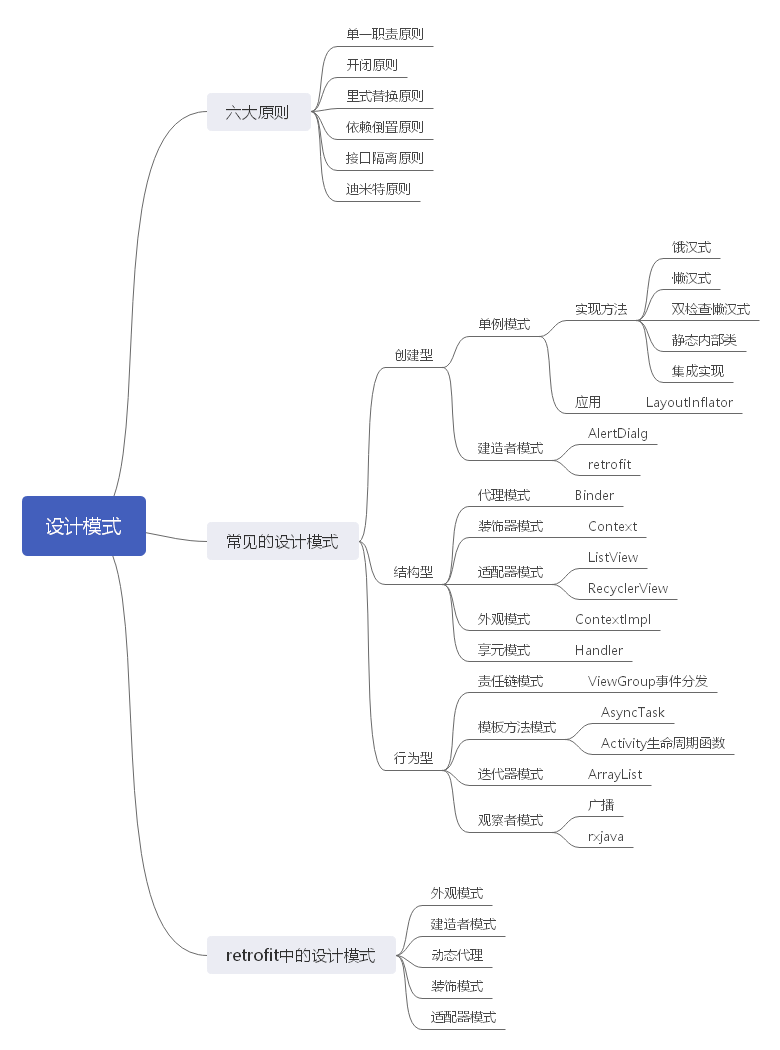 设计模式
六大原则
单一职责原则
开闭原则
里式替换原则
依赖倒置原则
接口隔离原则
迪米特原则
常见的设计模式
创建型
单例模式
实现方法
饿汉式
懒汉式
双检查懒汉式
静态内部类
集成实现
应用
LayoutInflator
建造者模式
AlertDialg
retrofit
结构型
代理模式
Binder
装饰器模式
Context
适配器模式
ListView
RecyclerView
外观模式
ContextImpl
享元模式
Handler
行为型
责任链模式
ViewGroup事件分发
模板方法模式
AsyncTask
Activity生命周期函数
迭代器模式
ArrayList
观察者模式
广播
rxjava
retrofit中的设计模式
外观模式
建造者模式
动态代理
装饰模式
适配器模式